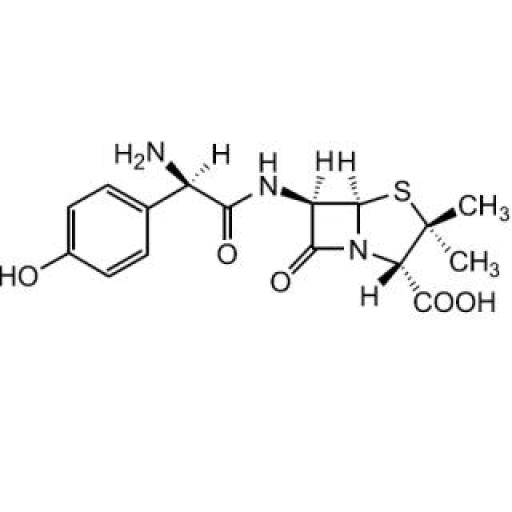 H₂N H
H
N H H
S CH₃
O N CH₃
HO O H COOH